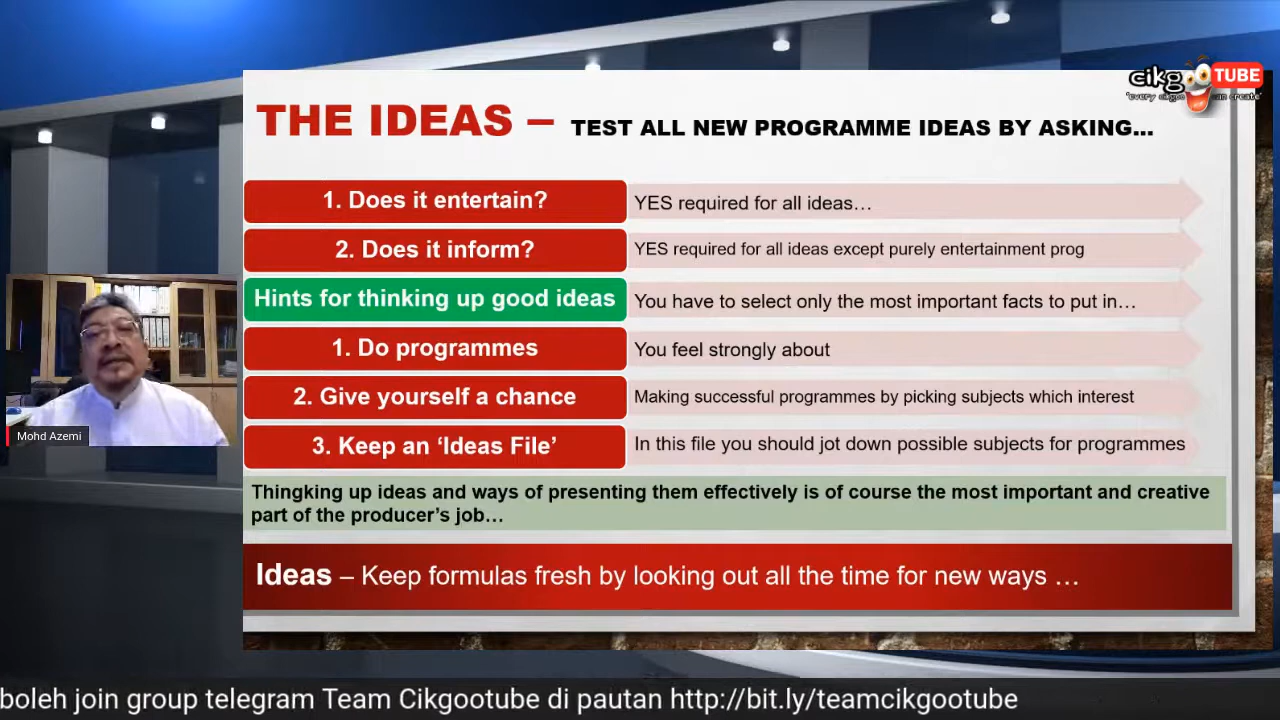 cikgoo TUBE
THE IDEAS – TEST ALL NEW PROGRAMME IDEAS BY ASKING...
1. Does it entertain?
YES required for all ideas…
2. Does it inform?
YES required for all ideas except purely entertainment prog
Hints for thinking up good ideas
You have to select only the most important facts to put in…
1. Do programmes
You feel strongly about
2. Give yourself a chance
Making successful programmes by picking subjects which interest
3. Keep an ‘Ideas File’
In this file you should jot down possible subjects for programmes
Thingking up ideas and ways of presenting them effectively is of course the most important and creative
part of the producer’s job…
Ideas – Keep formulas fresh by looking out all the time for new ways …
Mohd Azemi
boleh join group telegram Team Cikgootube di pautan http://bit.ly/teamcikgootube